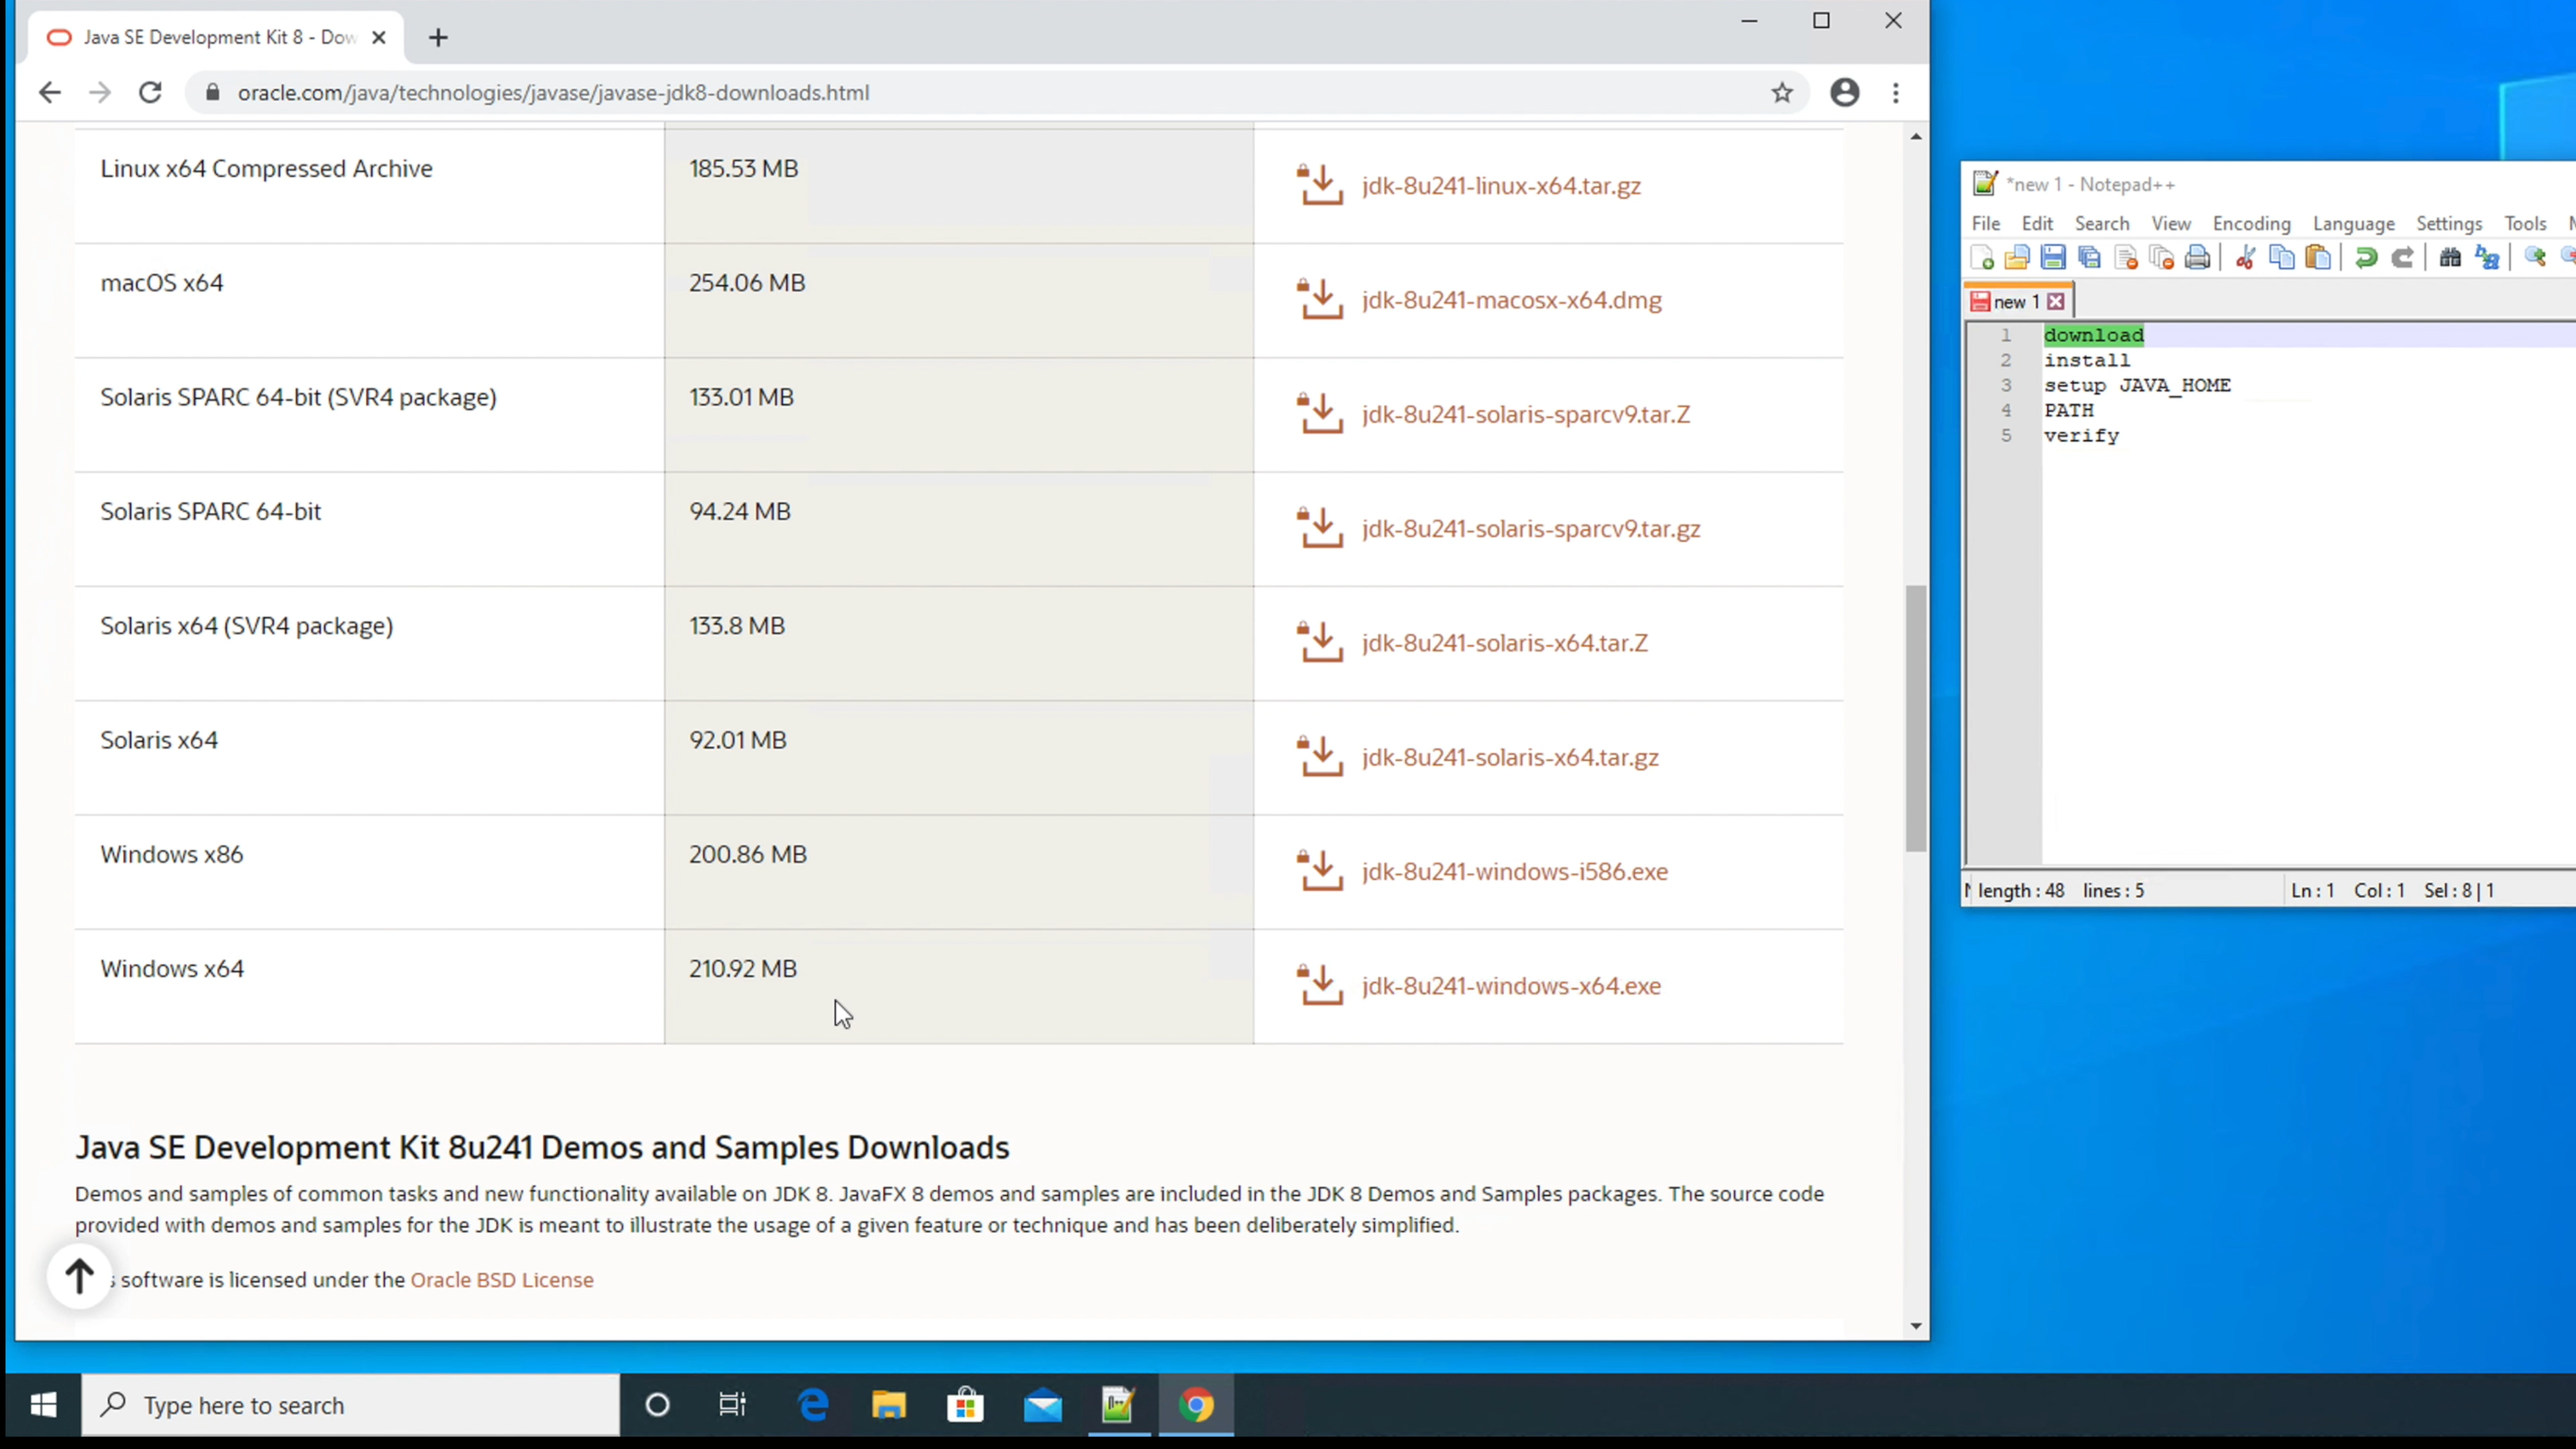 Java SE Development Kit 8 - Dow
oracle.com/java/technologies/javase/javase-jdk8-downloads.html
Linux x64 Compressed Archive 185.53 MB jdk-8u241-linux-x64.tar.gz
macOS x64 254.06 MB jdk-8u241-macosx-x64.dmg
Solaris SPARC 64-bit (SVR4 package) 133.01 MB jdk-8u241-solaris-sparcv9.tar.Z
Solaris SPARC 64-bit 94.24 MB jdk-8u241-solaris-sparcv9.tar.gz
Solaris x64 (SVR4 package) 133.8 MB jdk-8u241-solaris-x64.tar.Z
Solaris x64 92.01 MB jdk-8u241-solaris-x64.tar.gz
Windows x86 200.86 MB jdk-8u241-windows-i586.exe
Windows x64 210.92 MB jdk-8u241-windows-x64.exe
Java SE Development Kit 8u241 Demos and Samples Downloads
Demos and samples of common tasks and new functionality available on JDK 8. JavaFX 8 demos and samples are included in the JDK 8 Demos and Samples packages. The source code
provided with demos and samples for the JDK is meant to illustrate the usage of a given feature or technique and has been deliberately simplified.
software is licensed under the Oracle BSD License
*new 1 - Notepad++
File Edit Search View Encoding Language Settings Tools
new 1
1 download
2 install
3 setup JAVA_HOME
4 PATH
5 verify
length : 48 lines : 5 Ln : 1 Col : 1 Sel : 8 | 1
Type here to search